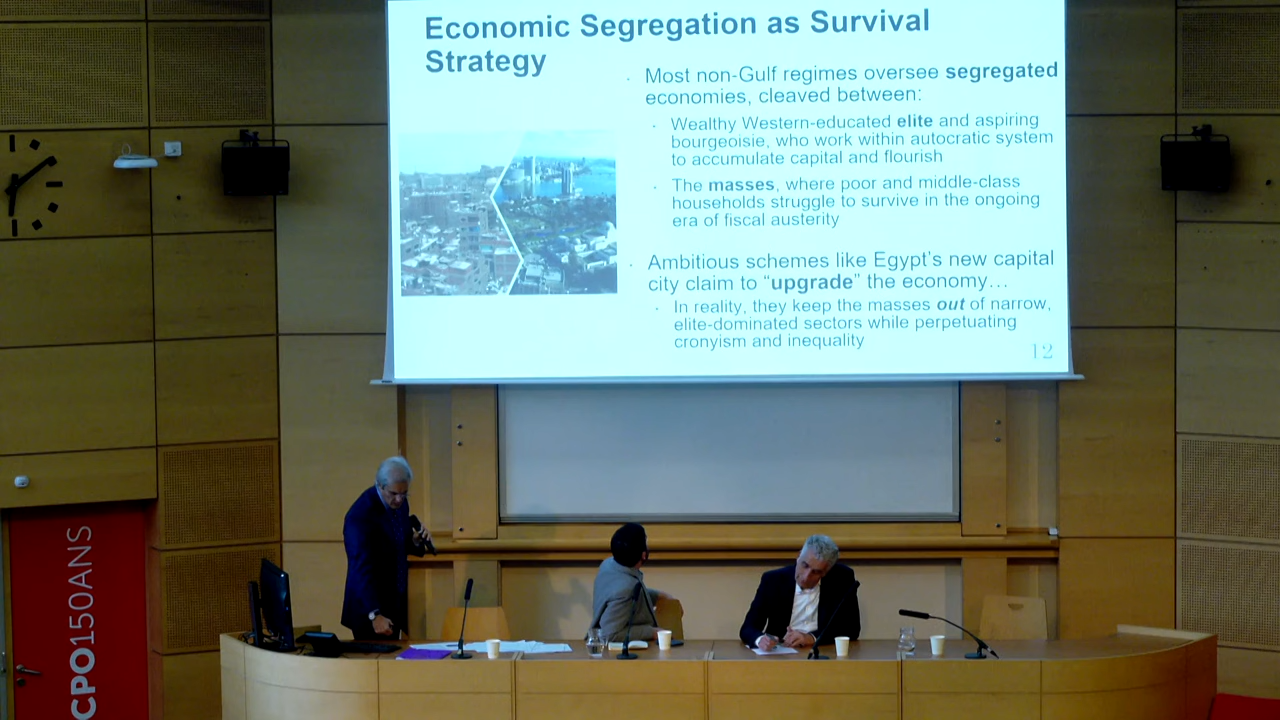 Economic Segregation as Survival
Strategy
Most non-Gulf regimes oversee segregated
economies, cleaved between:
Wealthy Western-educated elite and aspiring
bourgeoisie, who work within autocratic system
to accumulate capital and flourish
The masses, where poor and middle-class
households struggle to survive in the ongoing
era of fiscal austerity
Ambitious schemes like Egypt's new capital
city claim to “upgrade” the economy…
In reality, they keep the masses out of narrow,
elite-dominated sectors while perpetuating
cronyism and inequality
12
CPO150ANS